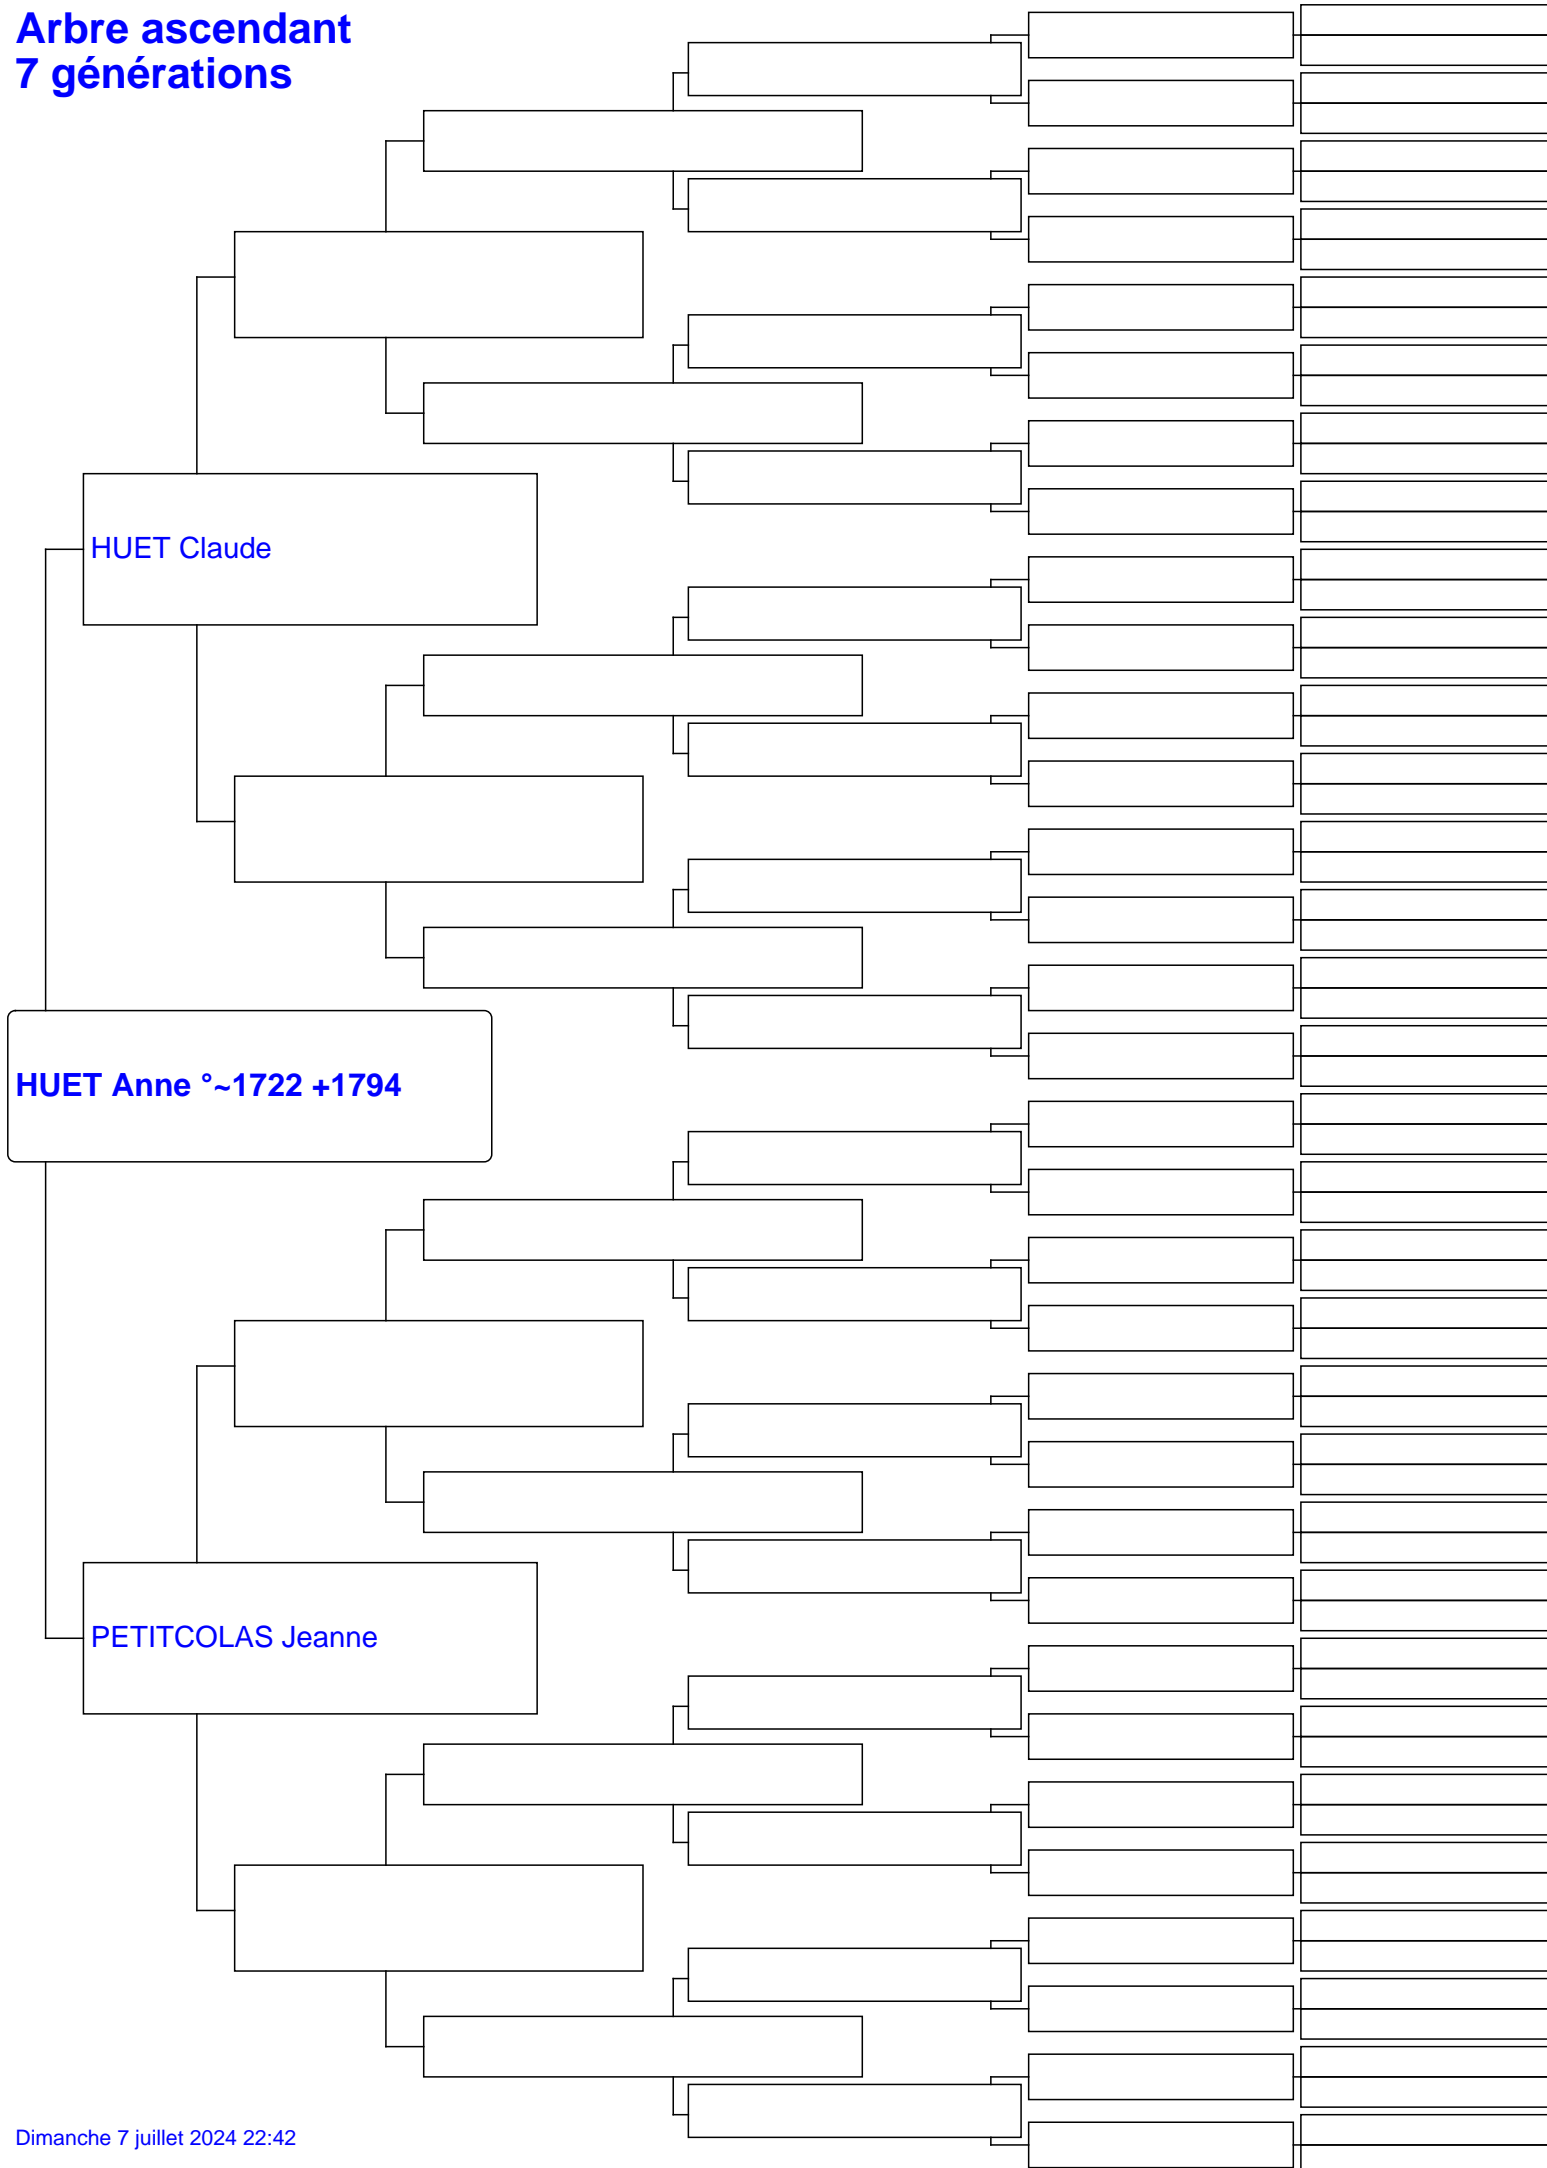 Arbre ascendant
7 générations
HUET Claude
HUET Anne °~1722 +1794
PETITCOLAS Jeanne
Dimanche 7 juillet 2024 22:42